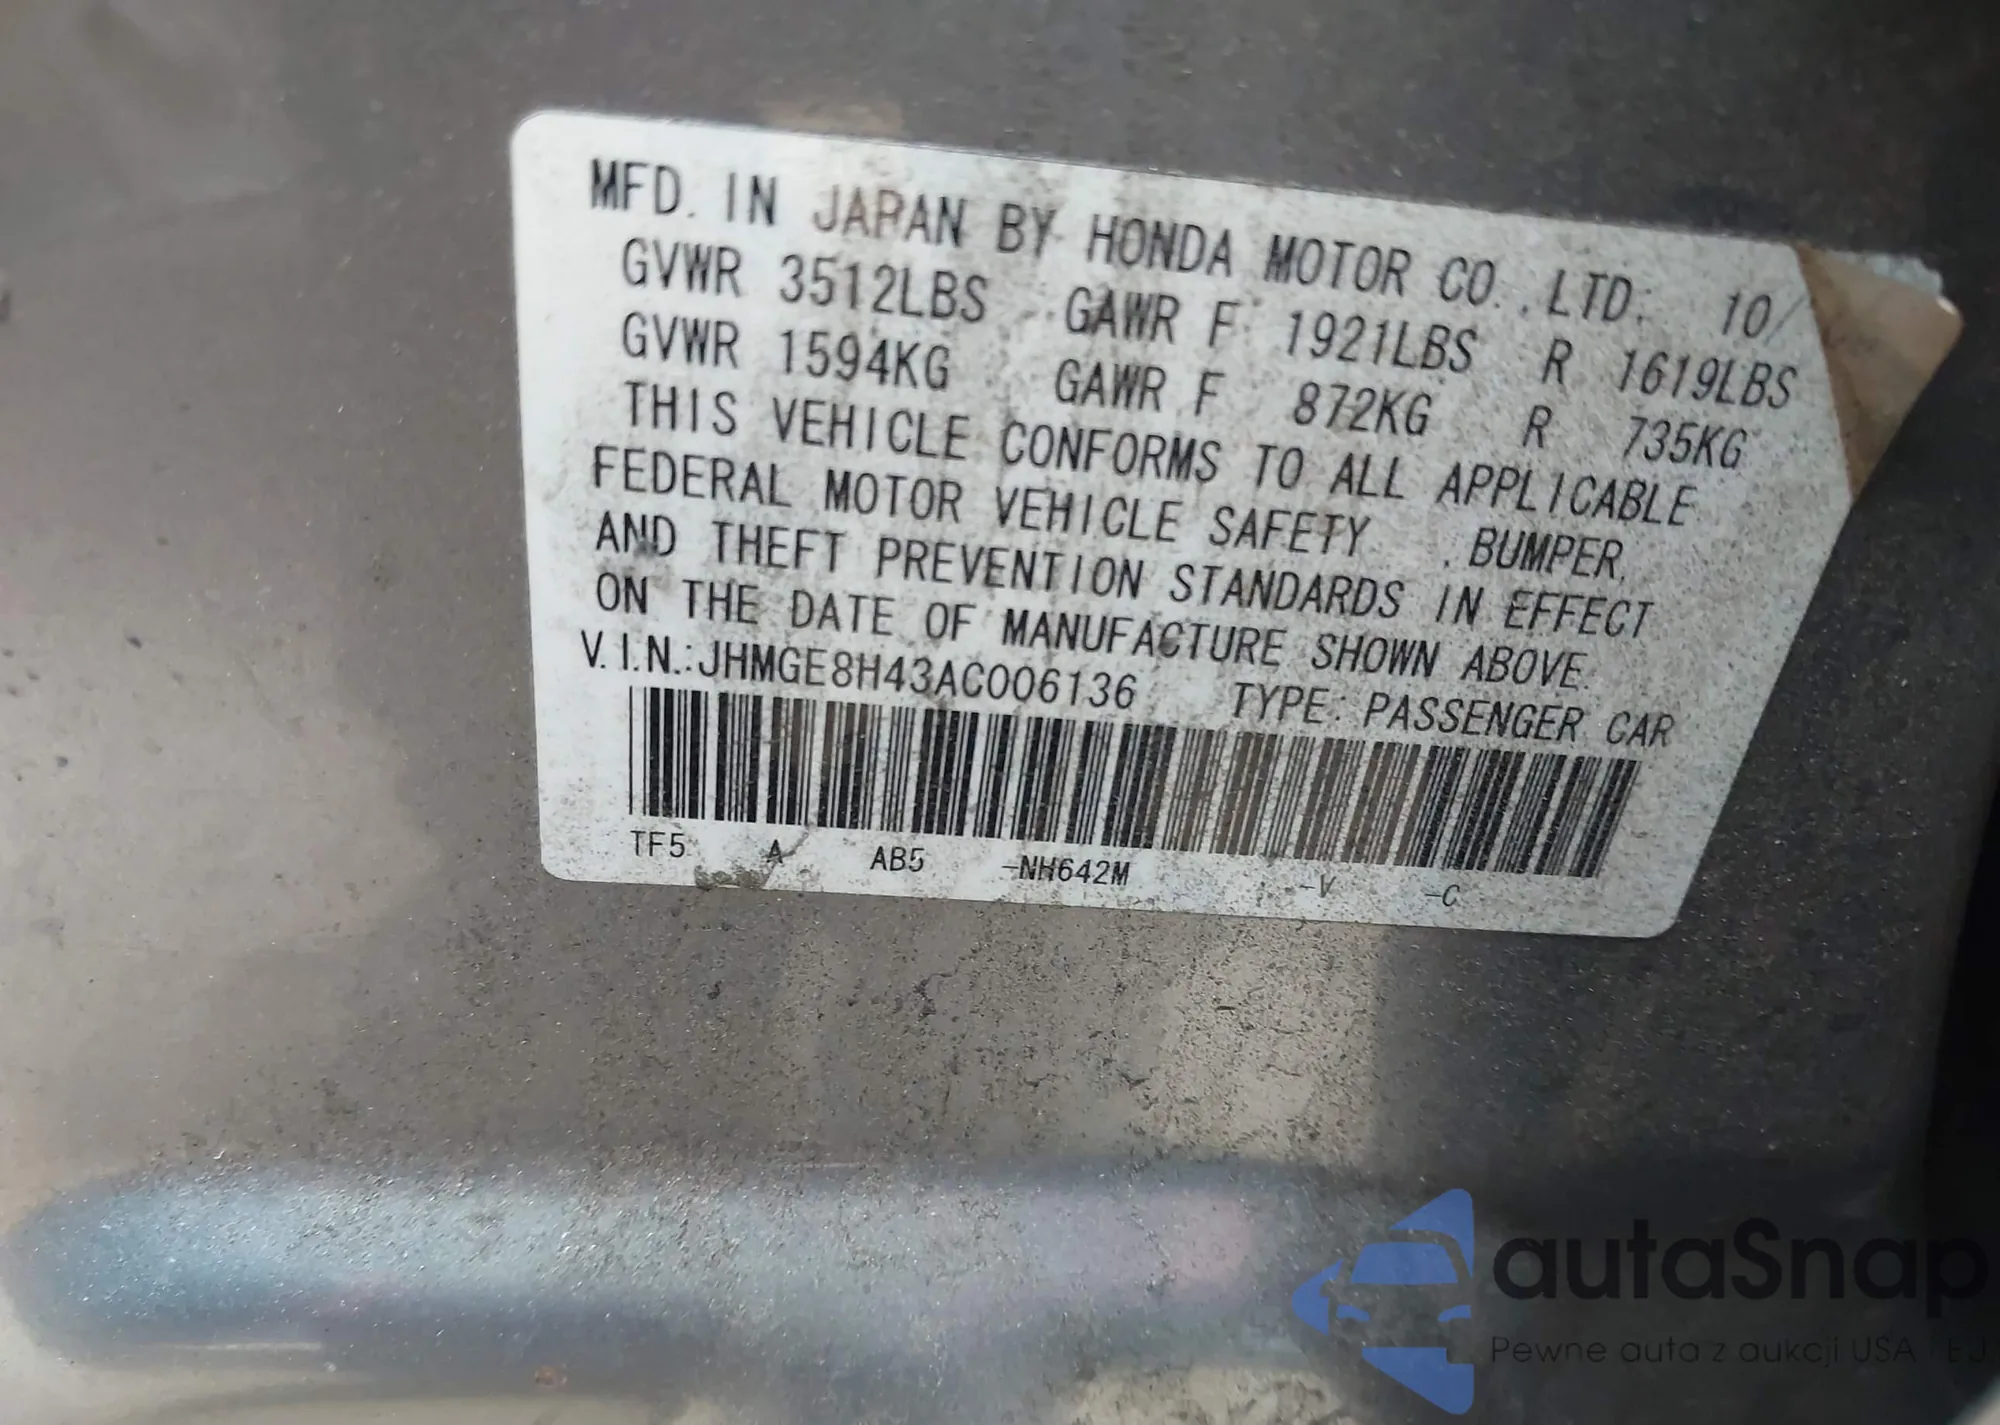 MFD. IN JAPAN BY HONDA MOTOR CO., LTD. 10/
GVWR 3512LBS GAWR F 1921LBS R 1619LBS
GVWR 1594KG GAWR F 872KG R 735KG
THIS VEHICLE CONFORMS TO ALL APPLICABLE
FEDERAL MOTOR VEHICLE SAFETY , BUMPER,
AND THEFT PREVENTION STANDARDS IN EFFECT
ON THE DATE OF MANUFACTURE SHOWN ABOVE.
V.I.N.:JHMGE8H43AC006136 TYPE: PASSENGER CAR
TF5 A AB5 -NH642M -V -C
autaSnap
Pewne auta z aukcji USA i EJ